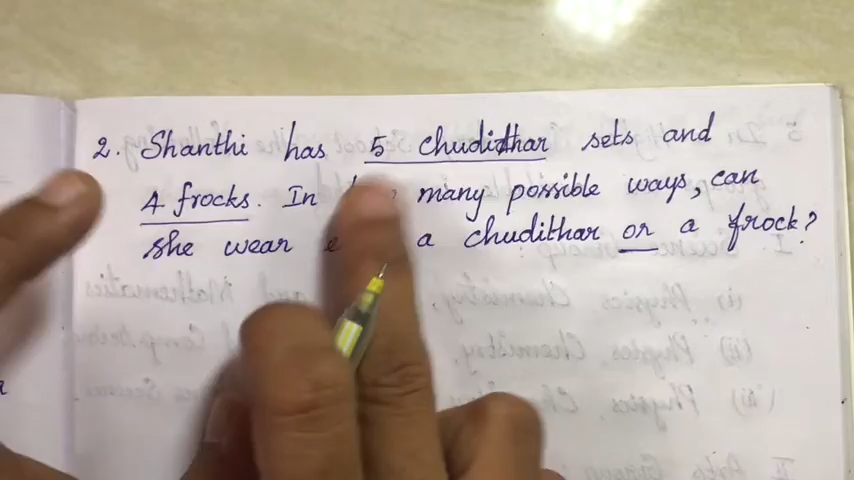 2. Shanthi has 5 chudithar sets and
4 frocks. In many possible ways, can
she wear a chudithar or a frock?